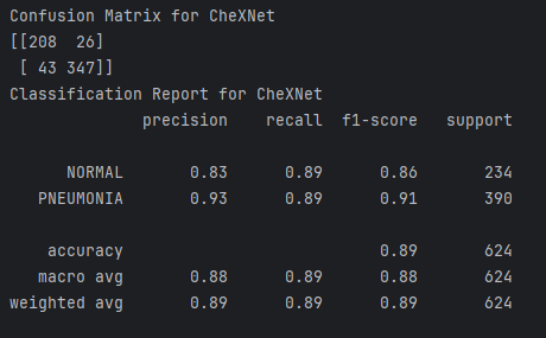 Confusion Matrix for CheXNet
[[208  26]
 [ 43 347]]
Classification Report for CheXNet
              precision    recall  f1-score   support

      NORMAL       0.83      0.89      0.86       234
   PNEUMONIA       0.93      0.89      0.91       390

    accuracy                           0.89       624
   macro avg       0.88      0.89      0.88       624
weighted avg       0.89      0.89      0.89       624